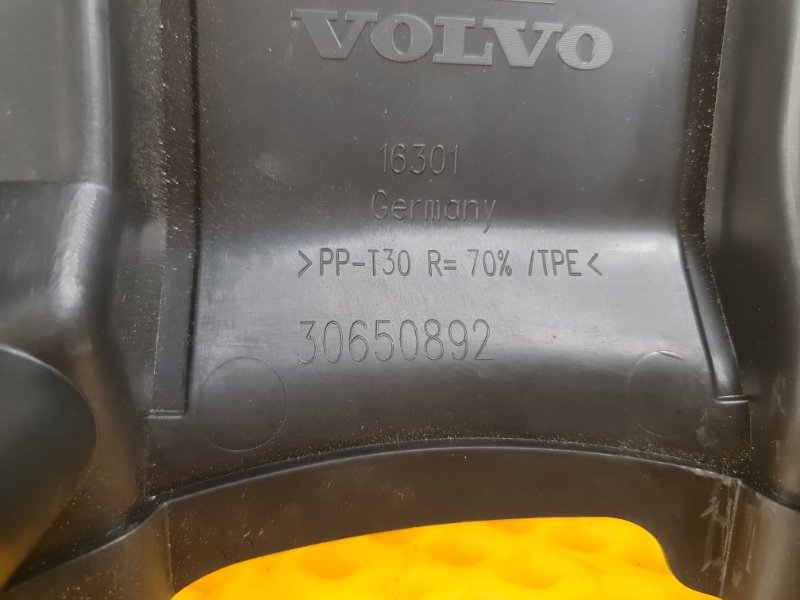 VOLVO
16301
Germany
>PP-T30 R= 70% /TPE<
30650892